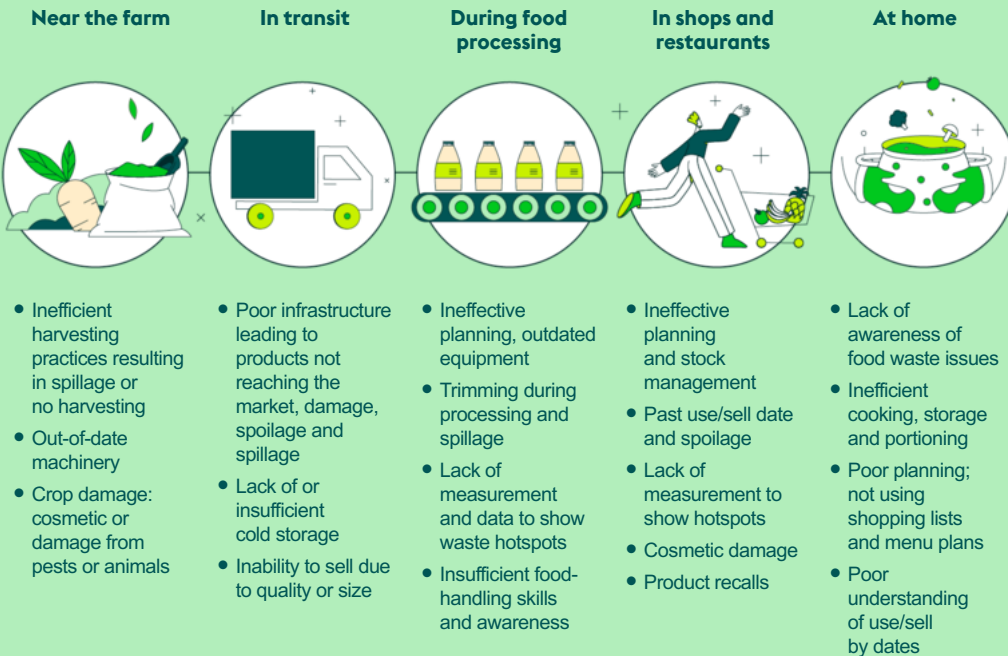 Near the farm
In transit
During food
processing
In shops and
restaurants
At home
• Inefficient
harvesting
practices resulting
in spillage or
no harvesting
• Out-of-date
machinery
• Crop damage:
cosmetic or
damage from
pests or animals
• Poor infrastructure
leading to
products not
reaching the
market, damage,
spoilage and
spillage
• Lack of or
insufficient
cold storage
• Inability to sell due
to quality or size
• Ineffective
planning, outdated
equipment
• Trimming during
processing and
spillage
• Lack of
measurement
and data to show
waste hotspots
• Insufficient food-
handling skills
and awareness
• Ineffective
planning
and stock
management
• Past use/sell date
and spoilage
• Lack of
measurement to
show hotspots
• Cosmetic damage
• Product recalls
• Lack of
awareness of
food waste issues
• Inefficient
cooking, storage
and portioning
• Poor planning;
not using
shopping lists
and menu plans
• Poor
understanding
of use/sell
by dates